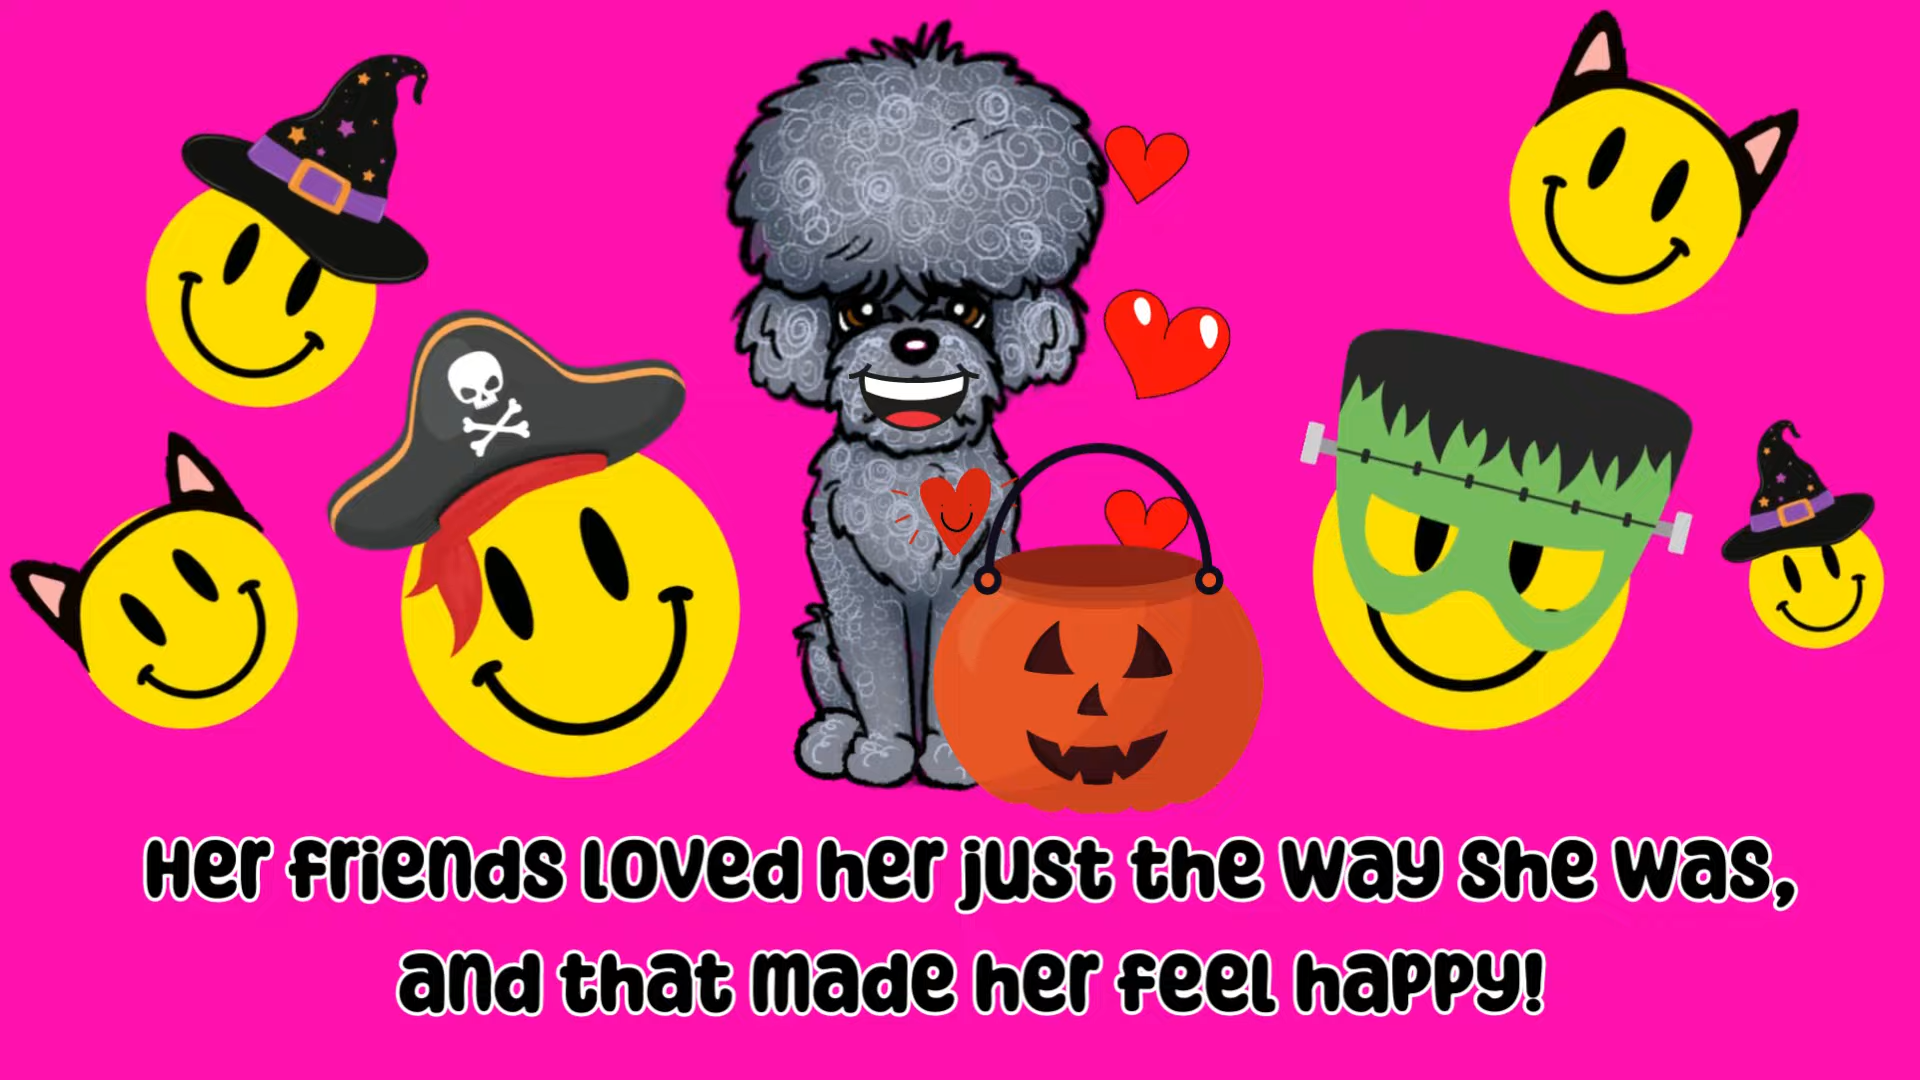 Her friends loved her just the way she was,
and that made her feel happy!